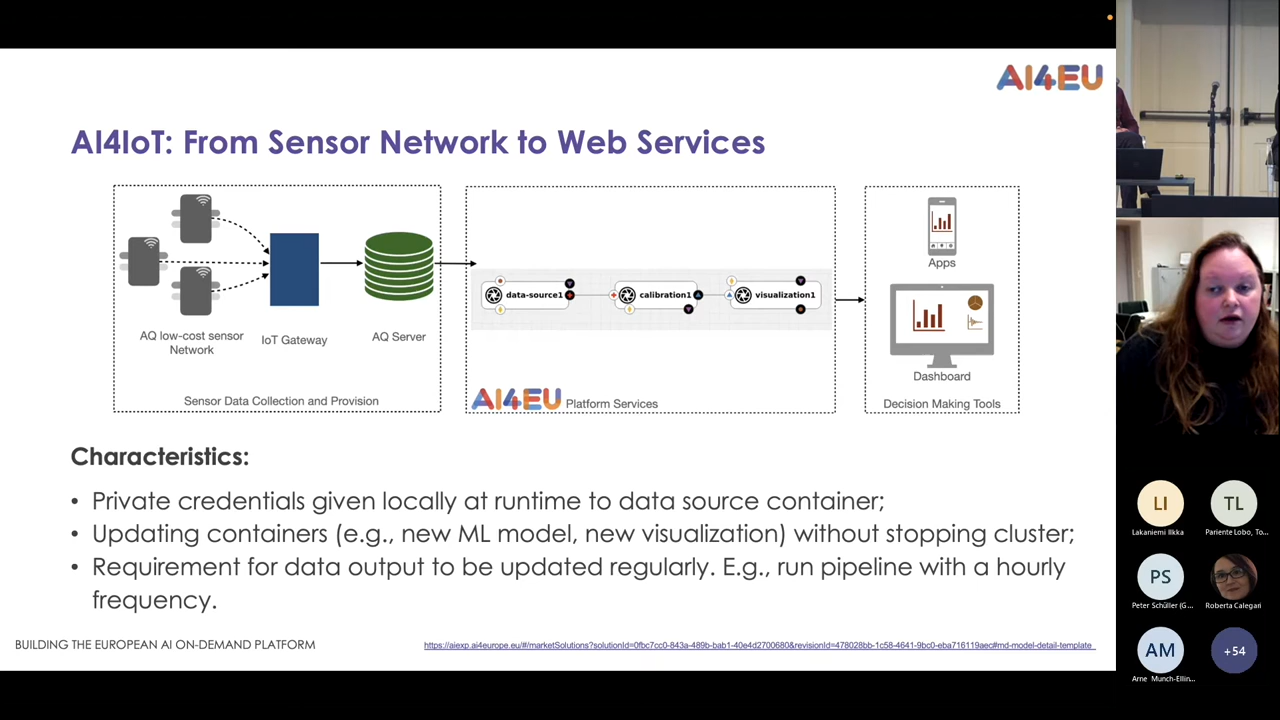 AI4EU
AI4IoT: From Sensor Network to Web Services
AQ low-cost sensor
Network
IoT Gateway
AQ Server
Sensor Data Collection and Provision
data-source1
calibration1
visualization1
AI4EU Platform Services
Apps
Dashboard
Decision Making Tools
Characteristics:
• Private credentials given locally at runtime to data source container;
• Updating containers (e.g., new ML model, new visualization) without stopping cluster;
• Requirement for data output to be updated regularly. E.g., run pipeline with a hourly
frequency.
BUILDING THE EUROPEAN AI ON-DEMAND PLATFORM
https://aiexp.ai4europe.eu/#/marketSolutions?solutionId=0fbc7cc0-843a-489b-bab1-40e4d2700680&revisionId=478028bb-1c58-4641-9bc0-eba716119aec#md-model-detail-template
LI
Lakaniemi Ilkka
TL
Pariente Lobo, To...
PS
Peter Schüller (G...
Roberta Calegari
AM
Arne Munch-Ellin...
+54